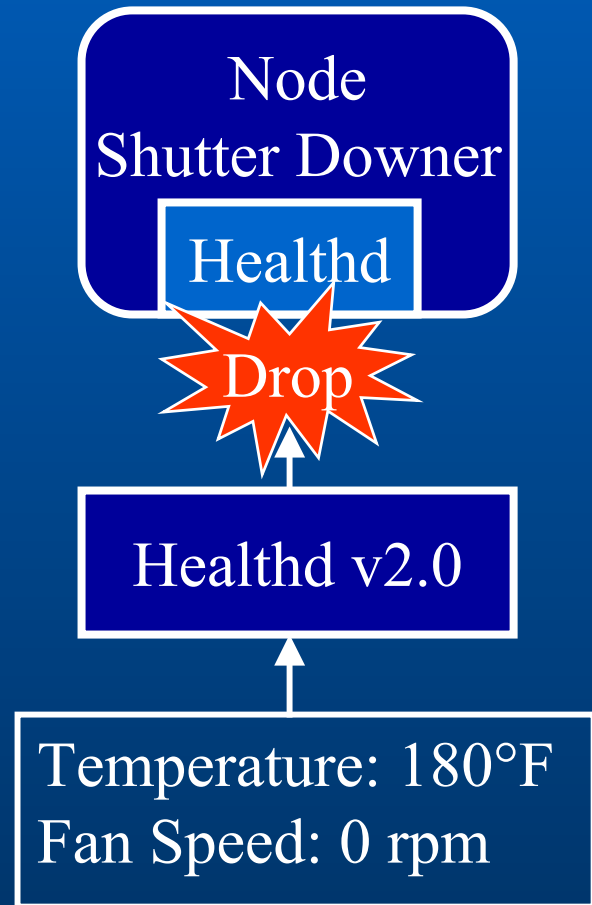 Node
Shutter Downer
Healthd
Drop
Healthd v2.0
Temperature: 180°F
Fan Speed: 0 rpm